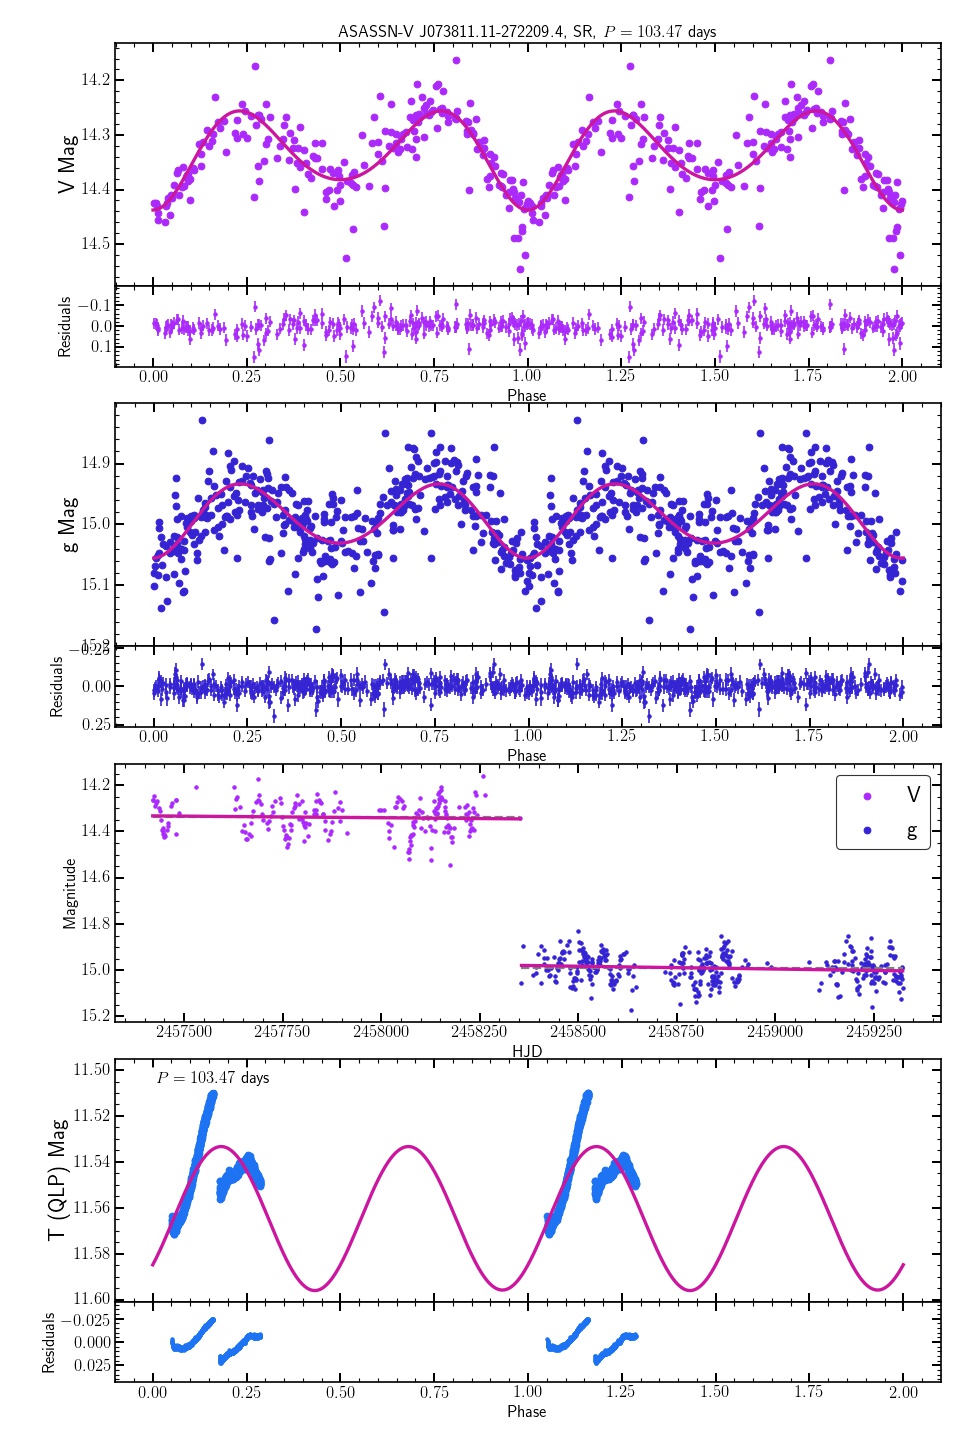 ASASSN-V J073811.11-272209.4, SR, P = 103.47 days
14.2
14.3
14.4
14.5
V Mag
−0.1
0.0
0.1
Residuals
0.00 0.25 0.50 0.75 1.00 1.25 1.50 1.75 2.00
Phase
14.9
15.0
15.1
15.2
g Mag
−0.25
0.00
0.25
Residuals
0.00 0.25 0.50 0.75 1.00 1.25 1.50 1.75 2.00
Phase
14.2
14.4
14.6
14.8
15.0
15.2
Magnitude
V
g
2457500 2457750 2458000 2458250 2458500 2458750 2459000 2459250
HJD
P = 103.47 days
11.50
11.52
11.54
11.56
11.58
11.60
T (QLP) Mag
−0.025
0.000
0.025
Residuals
0.00 0.25 0.50 0.75 1.00 1.25 1.50 1.75 2.00
Phase